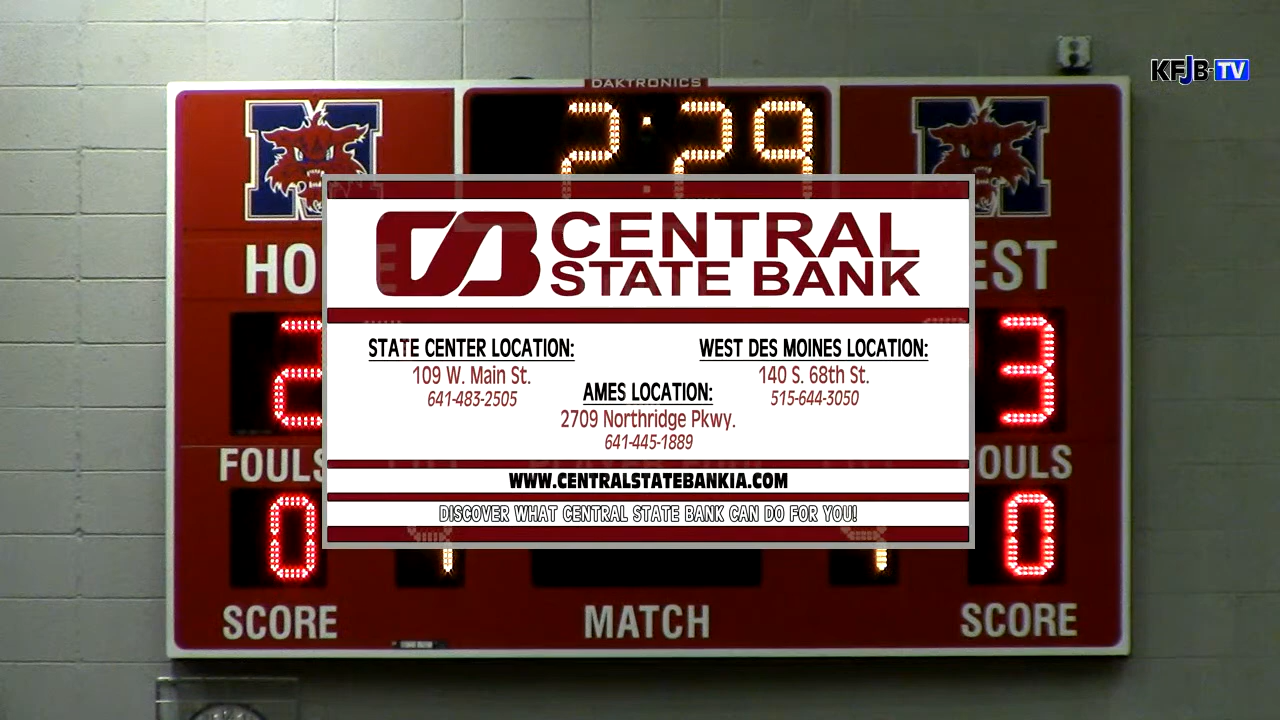 KFJB-TV
DAKTRONICS
M M
2:29
HO EST
CENTRAL
STATE BANK
STATE CENTER LOCATION:
109 W. Main St.
641-483-2505
WEST DES MOINES LOCATION:
140 S. 68th St.
515-644-3050
AMES LOCATION:
2709 Northridge Pkwy.
641-445-1889
2 3
FOULS OULS
WWW.CENTRALSTATEBANKIA.COM
DISCOVER WHAT CENTRAL STATE BANK CAN DO FOR YOU!
0 0
SCORE MATCH SCORE